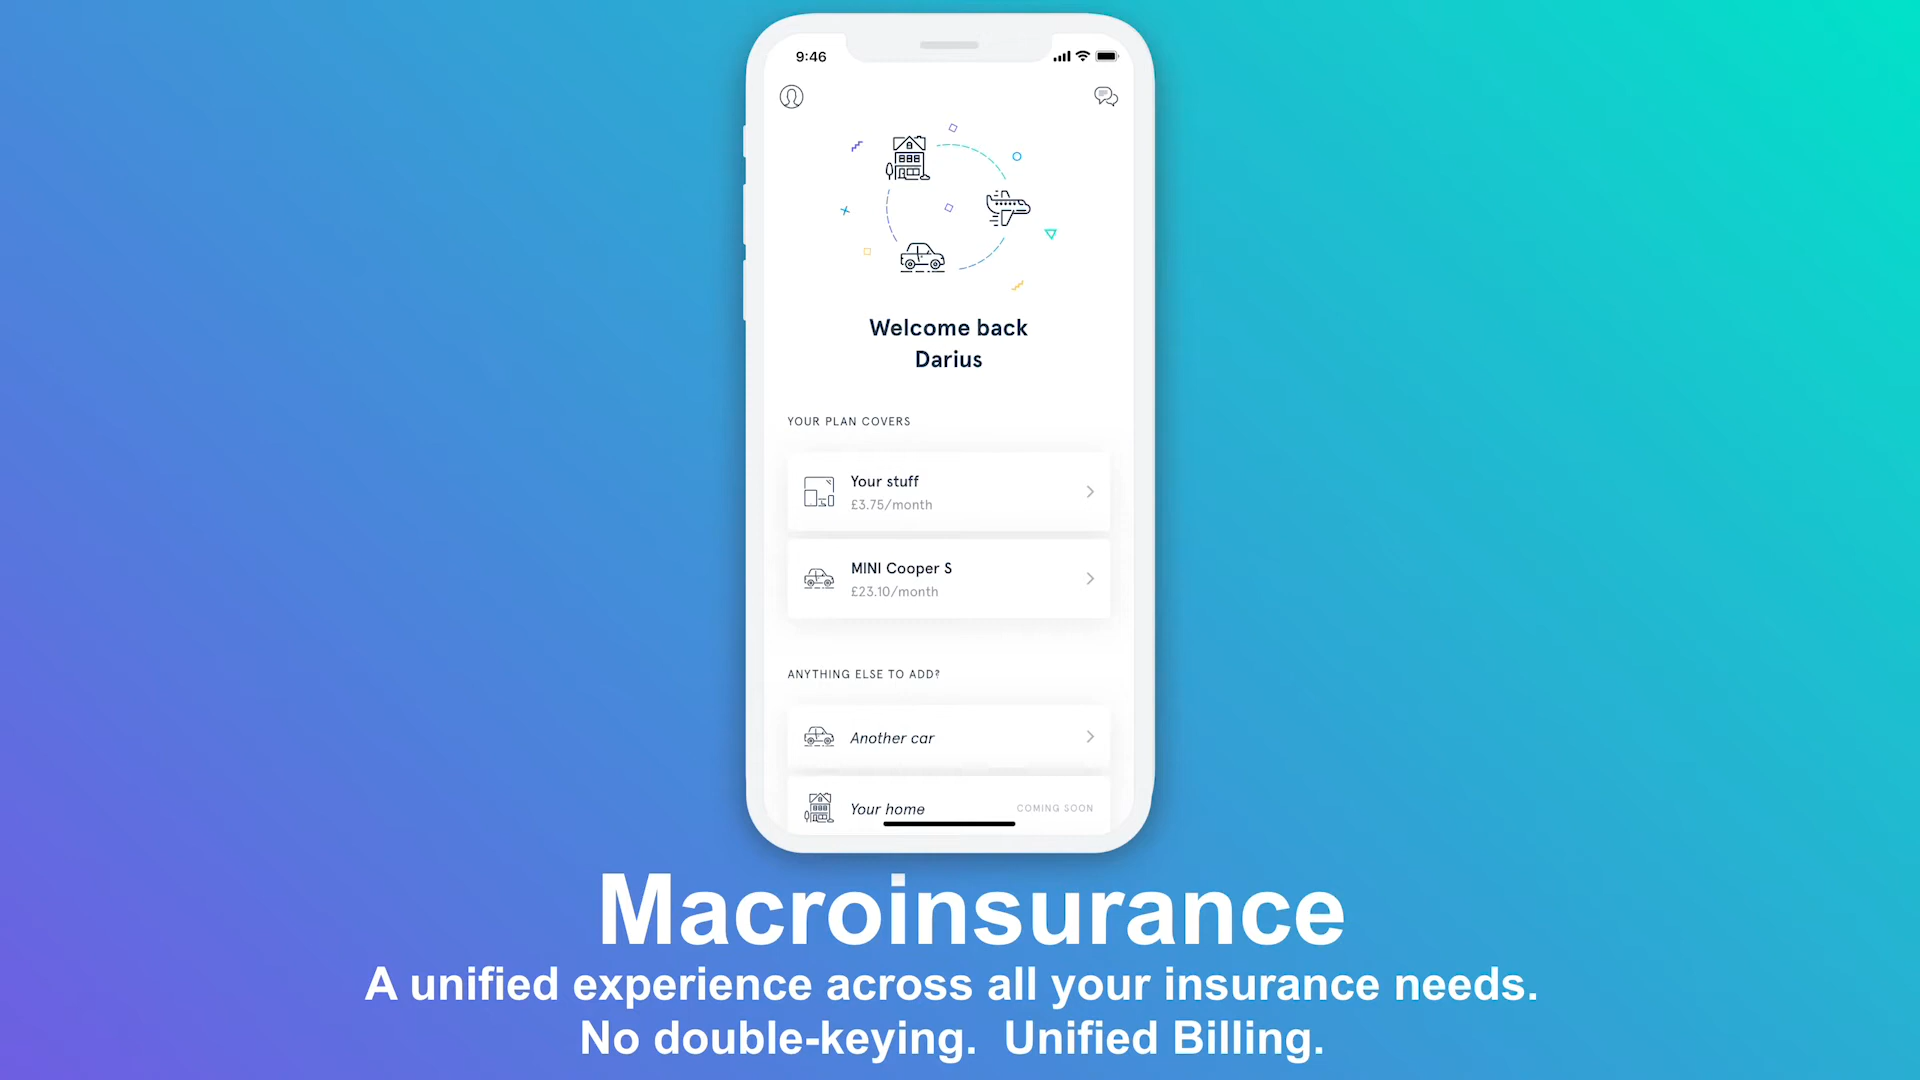 9:46
Welcome back
Darius
YOUR PLAN COVERS
Your stuff
£3.75/month
MINI Cooper S
£23.10/month
ANYTHING ELSE TO ADD?
Another car
Your home
COMING SOON
Macroinsurance
A unified experience across all your insurance needs.
No double-keying.  Unified Billing.